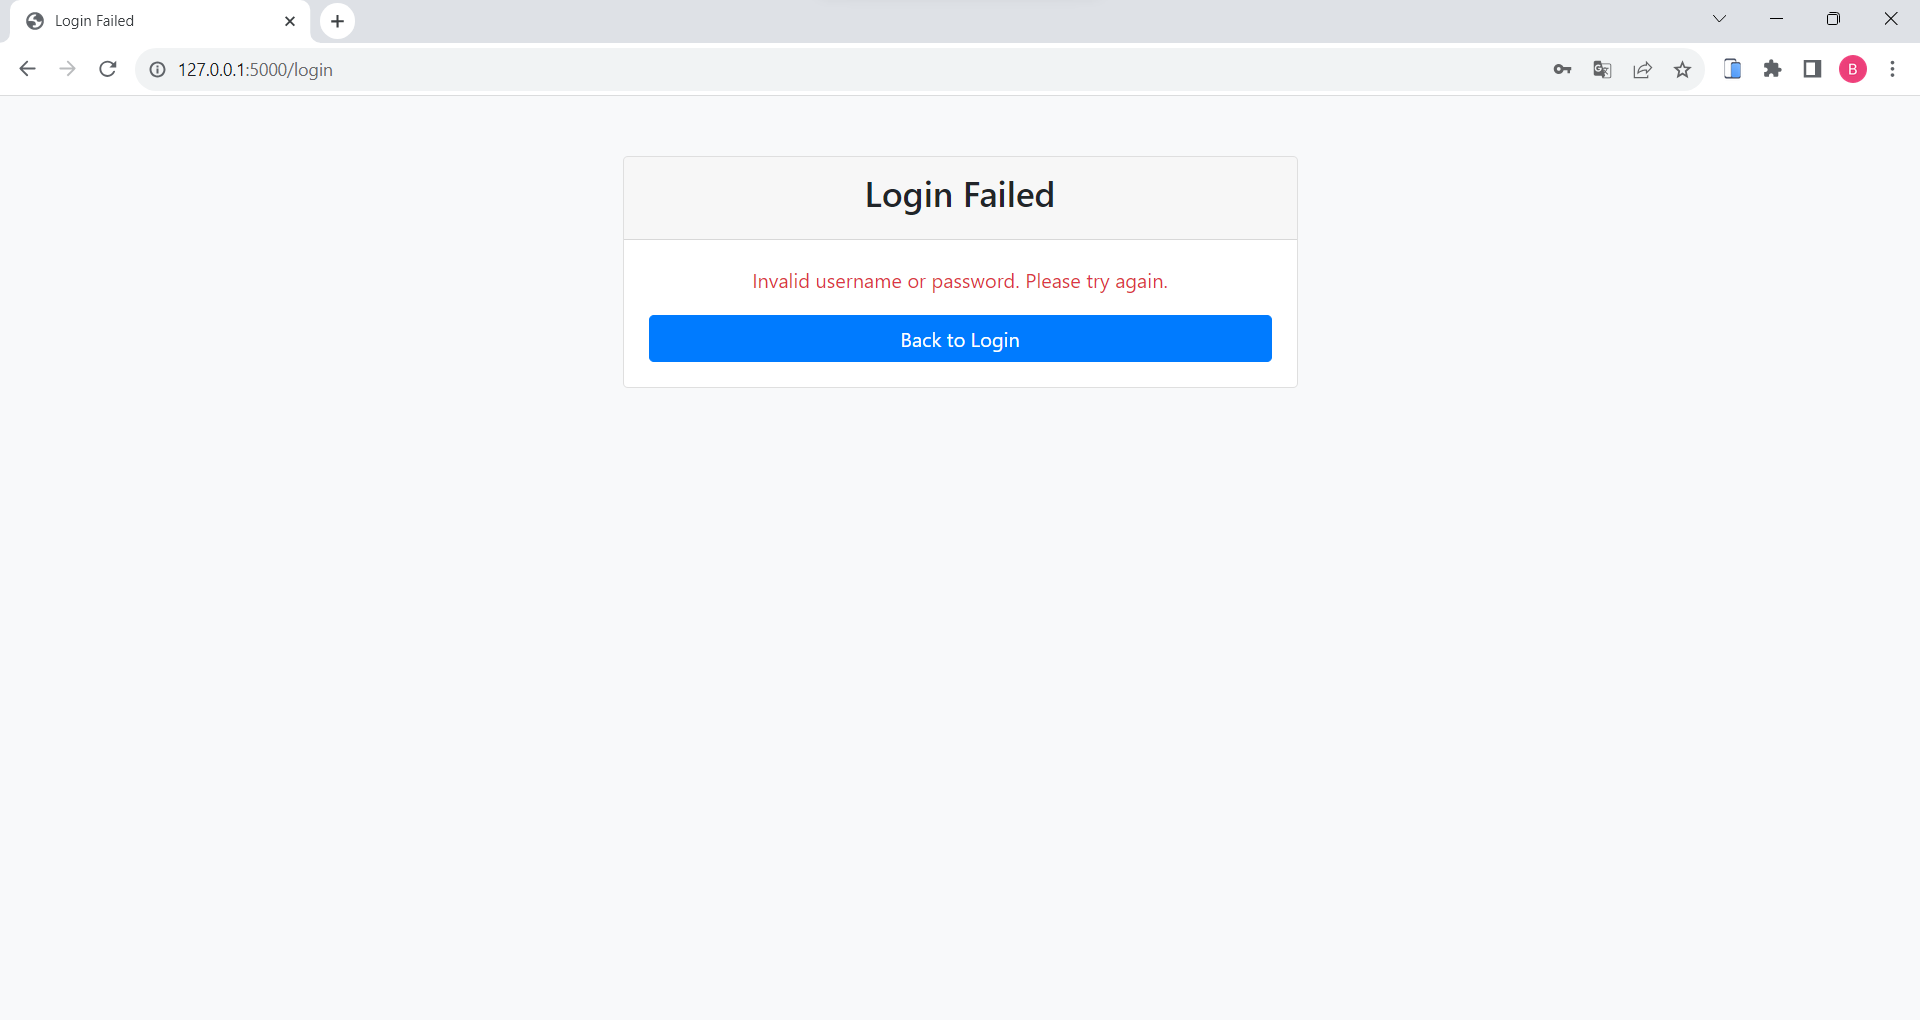 Login Failed
127.0.0.1:5000/login
B
Login Failed
Invalid username or password. Please try again.
Back to Login